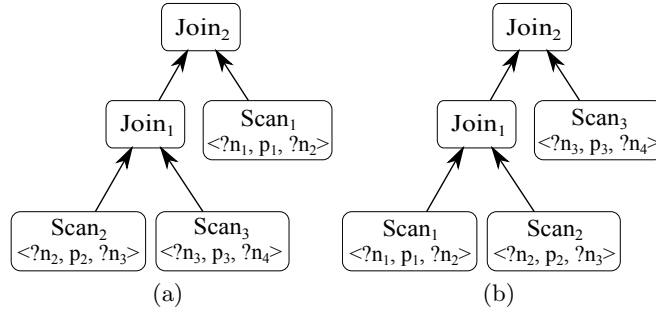 Join₂
Join₁
Scan₁
<?n₁, p₁, ?n₂>
Scan₂
<?n₂, p₂, ?n₃>
Scan₃
<?n₃, p₃, ?n₄>
(a)
Join₂
Join₁
Scan₃
<?n₃, p₃, ?n₄>
Scan₁
<?n₁, p₁, ?n₂>
Scan₂
<?n₂, p₂, ?n₃>
(b)